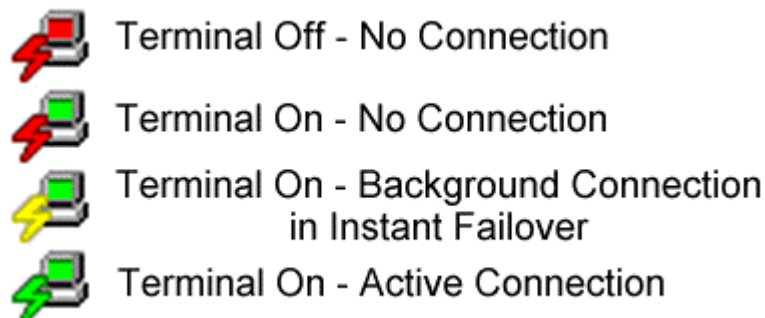 Terminal Off - No Connection
Terminal On - No Connection
Terminal On - Background Connection
in Instant Failover
Terminal On - Active Connection